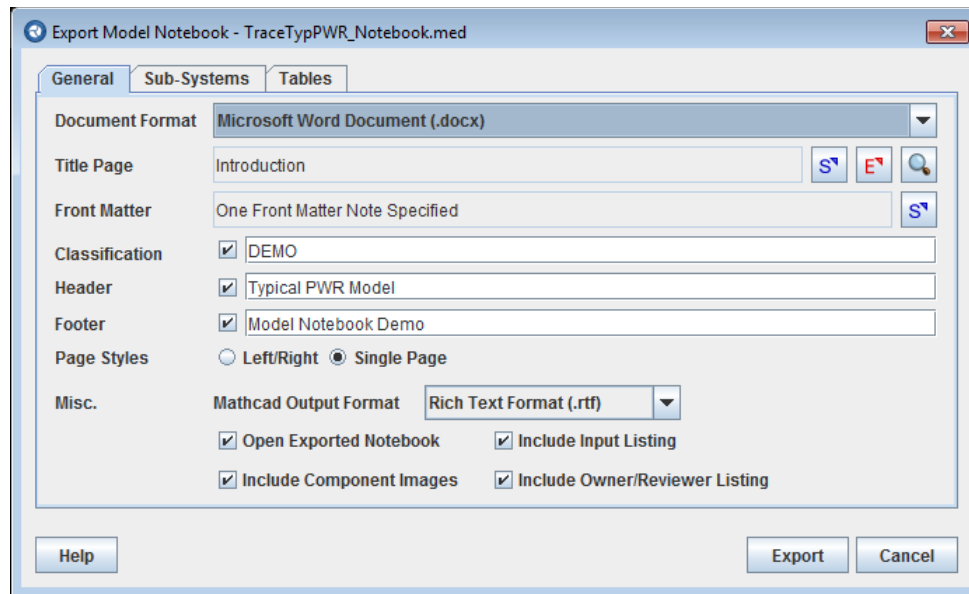 Export Model Notebook - TraceTypPWR_Notebook.med
General Sub-Systems Tables
Document Format Microsoft Word Document (.docx)
Title Page Introduction S E
Front Matter One Front Matter Note Specified S
Classification DEMO
Header Typical PWR Model
Footer Model Notebook Demo
Page Styles Left/Right Single Page
Misc. Mathcad Output Format Rich Text Format (.rtf)
Open Exported Notebook Include Input Listing
Include Component Images Include Owner/Reviewer Listing
Help Export Cancel